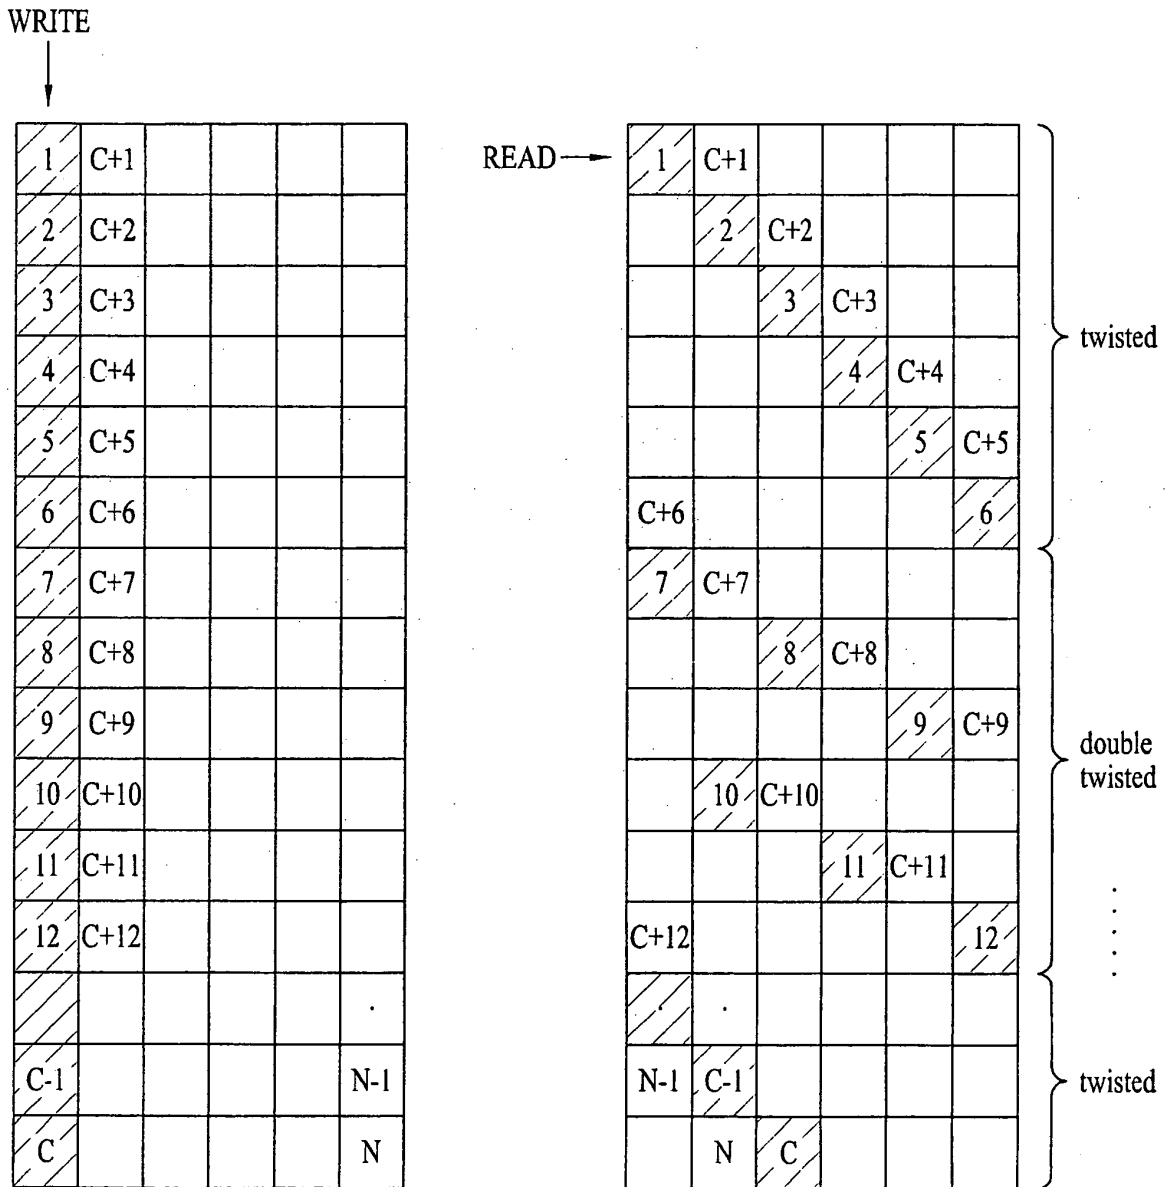 WRITE
1 C+1
2 C+2
3 C+3
4 C+4
5 C+5
6 C+6
7 C+7
8 C+8
9 C+9
10 C+10
11 C+11
12 C+12
.
C-1 N-1
C N
READ
1 C+1
2 C+2
3 C+3
4 C+4
5 C+5
C+6 6
7 C+7
8 C+8
9 C+9
10 C+10
11 C+11
C+12 12
. .
N-1 C-1
N C
twisted
double
twisted
. . . . .
twisted